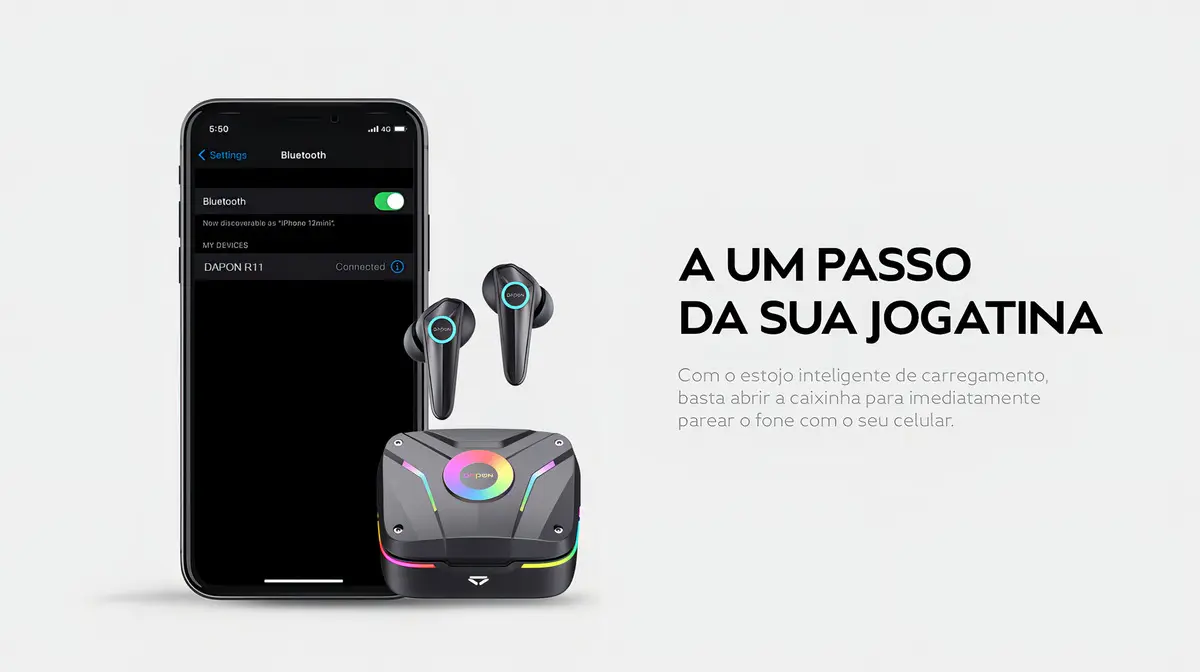 5:50
4G
Settings
Bluetooth
Bluetooth
Now discoverable as "iPhone 12mini".
MY DEVICES
DAPON R11 Connected
DAPON
DAPON
DAPON
A UM PASSO
DA SUA JOGATINA
Com o estojo inteligente de carregamento,
basta abrir a caixinha para imediatamente
parear o fone com o seu celular.